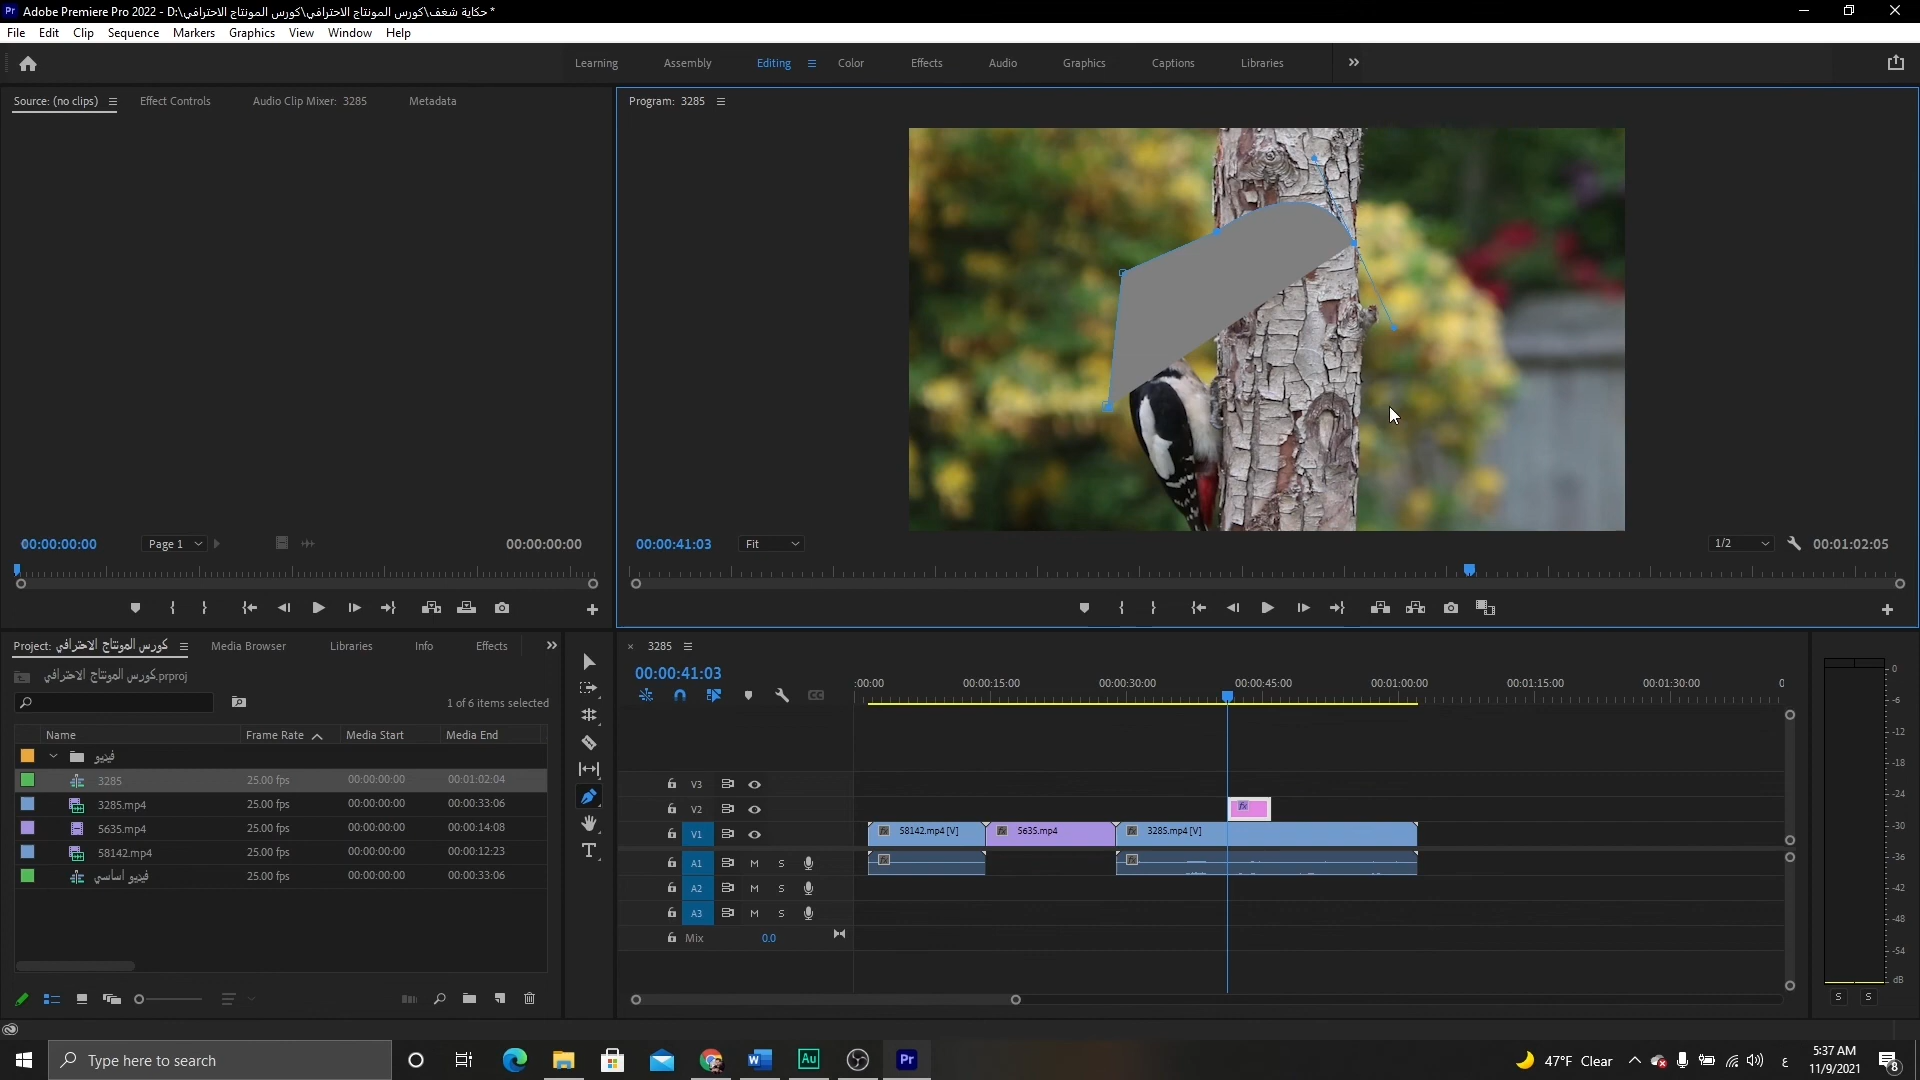 Pr Adobe Premiere Pro 2022 - D:\حكاية شغف\كورس المونتاج الاحترافي\كورس المونتاج الاحترافي *
File Edit Clip Sequence Markers Graphics View Window Help
Learning Assembly Editing Color Effects Audio Graphics Captions Libraries
Source: (no clips) Effect Controls Audio Clip Mixer: 3285 Metadata
Program: 3285
00:00:00:00 Page 1 00:00:00:00
00:00:41:03 Fit 1/2 00:01:02:05
Project: كورس المونتاج الاحترافي Media Browser Libraries Info Effects
كورس المونتاج الاحترافي.prproj
1 of 6 items selected
Name Frame Rate Media Start Media End
فيديو
3285 25.00 fps 00:00:00:00 00:01:02:04
3285.mp4 25.00 fps 00:00:00:00 00:00:33:06
5635.mp4 25.00 fps 00:00:00:00 00:00:14:08
58142.mp4 25.00 fps 00:00:00:00 00:00:12:23
فيديو اساسي 25.00 fps 00:00:00:00 00:00:33:06
× 3285
00:00:41:03
:00:00 00:00:15:00 00:00:30:00 00:00:45:00 00:01:00:00 00:01:15:00 00:01:30:00 0
V3
V2 fx
V1 fx 58142.mp4 [V] fx 5635.mp4 fx 3285.mp4 [V]
A1 M S
A2 M S
A3 M S
Mix 0.0
0
-6
-12
-18
-24
-30
-36
-42
-48
-54
dB
S S
Type here to search
Au
Pr
47°F Clear
ع
5:37 AM
11/9/2021
8